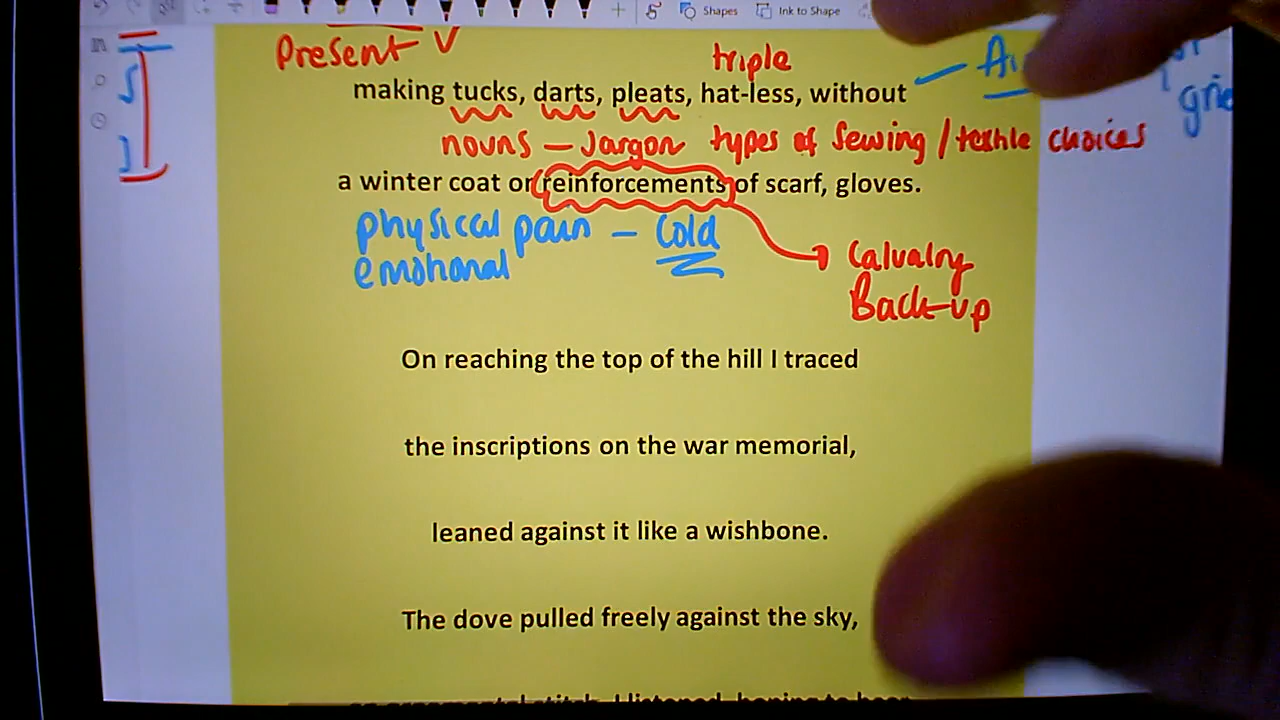 Shapes Ink to Shape
Present V
triple
making tucks, darts, pleats, hat-less, without
nouns – Jargon types of Sewing / textile choices
a winter coat or reinforcements of scarf, gloves.
physical pain – Cold
emotional
Calvalry
Back-up
On reaching the top of the hill I traced
the inscriptions on the war memorial,
leaned against it like a wishbone.
The dove pulled freely against the sky,